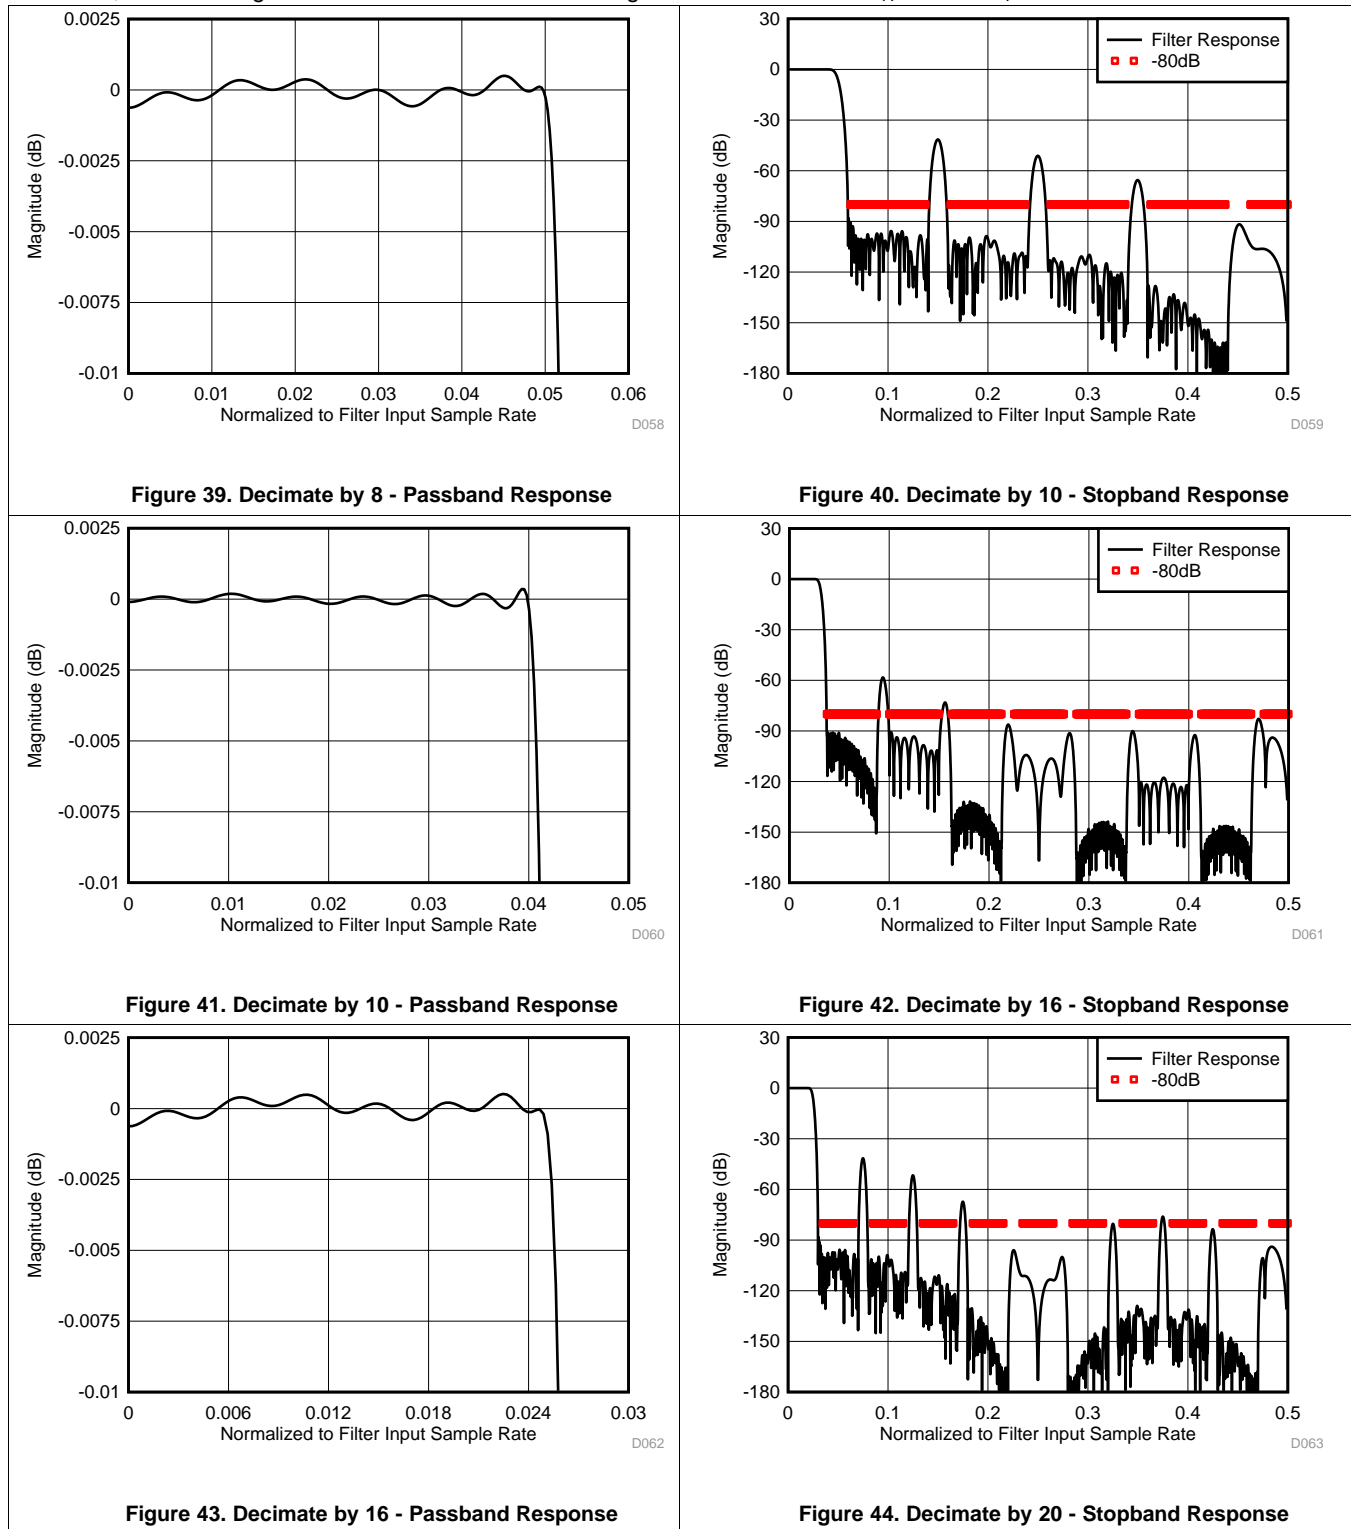 0.0025
0
-0.0025
-0.005
-0.0075
-0.01
Magnitude (dB)
0 0.01 0.02 0.03 0.04 0.05 0.06
Normalized to Filter Input Sample Rate
D058
Figure 39. Decimate by 8 - Passband Response
30
0
-30
-60
-90
-120
-150
-180
Magnitude (dB)
Filter Response
-80dB
0 0.1 0.2 0.3 0.4 0.5
Normalized to Filter Input Sample Rate
D059
Figure 40. Decimate by 10 - Stopband Response
0.0025
0
-0.0025
-0.005
-0.0075
-0.01
Magnitude (dB)
0 0.01 0.02 0.03 0.04 0.05
Normalized to Filter Input Sample Rate
D060
Figure 41. Decimate by 10 - Passband Response
30
0
-30
-60
-90
-120
-150
-180
Magnitude (dB)
Filter Response
-80dB
0 0.1 0.2 0.3 0.4 0.5
Normalized to Filter Input Sample Rate
D061
Figure 42. Decimate by 16 - Stopband Response
0.0025
0
-0.0025
-0.005
-0.0075
-0.01
Magnitude (dB)
0 0.006 0.012 0.018 0.024 0.03
Normalized to Filter Input Sample Rate
D062
Figure 43. Decimate by 16 - Passband Response
30
0
-30
-60
-90
-120
-150
-180
Magnitude (dB)
Filter Response
-80dB
0 0.1 0.2 0.3 0.4 0.5
Normalized to Filter Input Sample Rate
D063
Figure 44. Decimate by 20 - Stopband Response